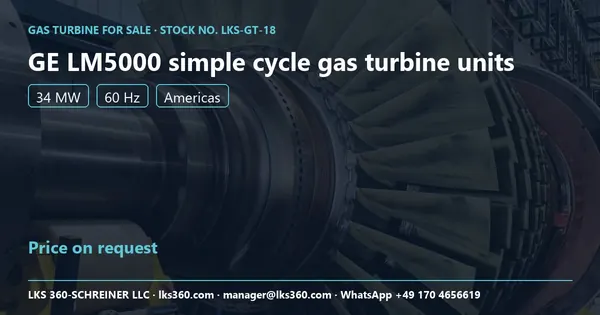 GAS TURBINE FOR SALE · STOCK NO. LKS-GT-18
GE LM5000 simple cycle gas turbine units
34 MW 60 Hz Americas
Price on request
LKS 360-SCHREINER LLC · lks360.com · manager@lks360.com · WhatsApp +49 170 4656619